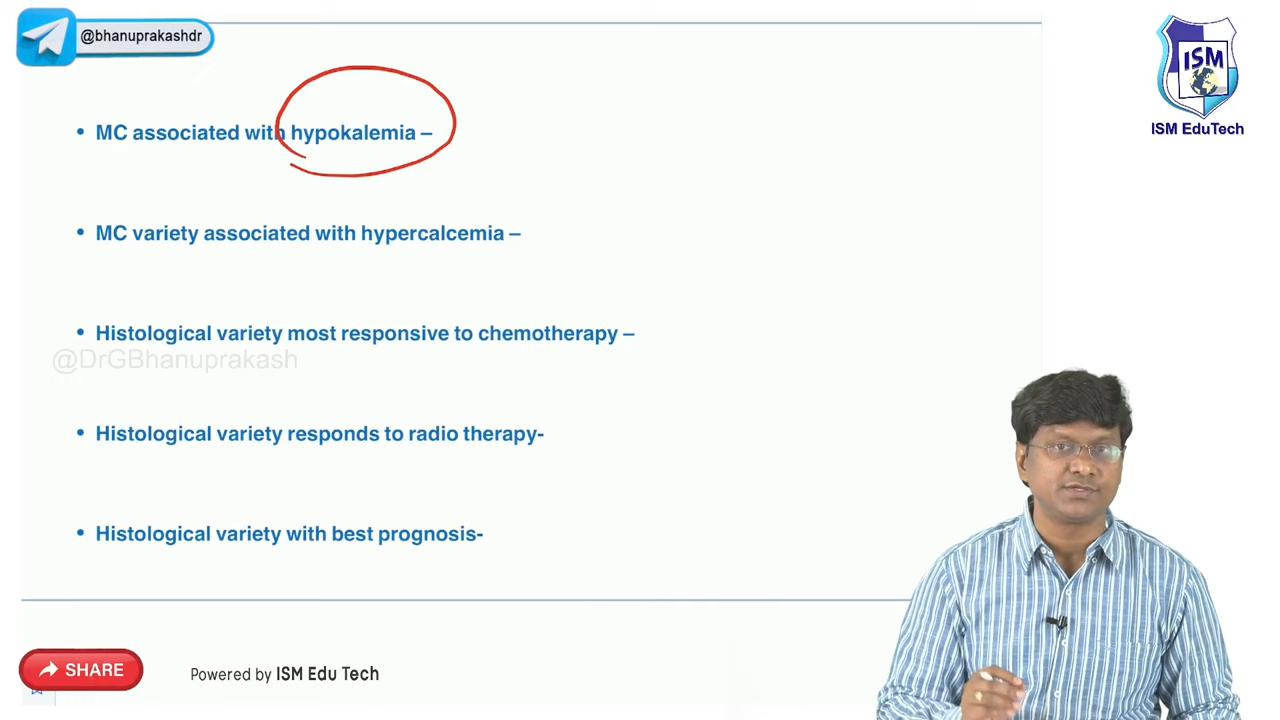 @bhanuprakashdr
ISM
ISM EduTech
• MC associated with hypokalemia –
• MC variety associated with hypercalcemia –
• Histological variety most responsive to chemotherapy –
@DrGBhanuprakash
• Histological variety responds to radio therapy-
• Histological variety with best prognosis-
SHARE
Powered by ISM Edu Tech